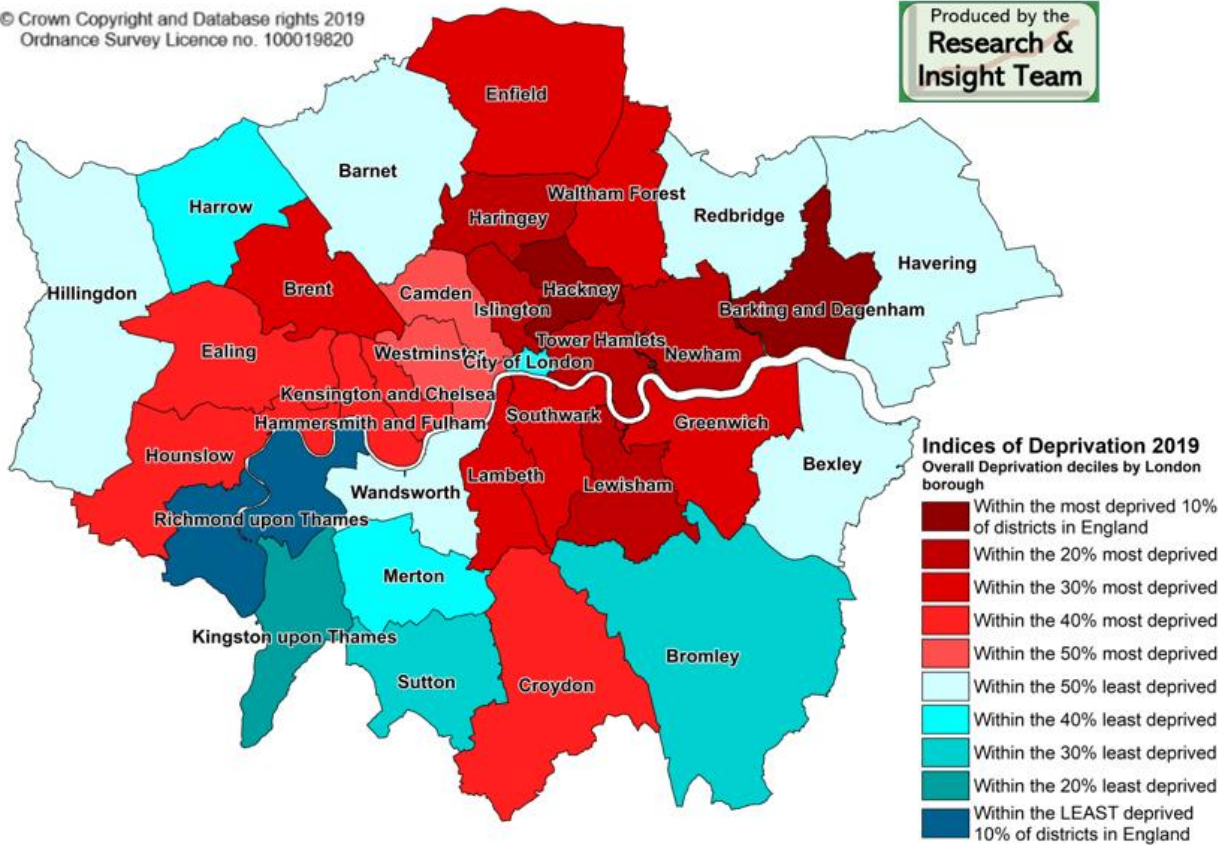 © Crown Copyright and Database rights 2019
Ordnance Survey Licence no. 100019820
Produced by the
Research &
Insight Team
Enfield
Barnet
Harrow
Waltham Forest
Haringey
Redbridge
Havering
Hillingdon
Brent
Camden
Hackney
Islington
Barking and Dagenham
Ealing
Westminster
Tower Hamlets
Newham
City of London
Kensington and Chelsea
Southwark
Hammersmith and Fulham
Greenwich
Hounslow
Bexley
Lambeth
Lewisham
Wandsworth
Richmond upon Thames
Merton
Kingston upon Thames
Bromley
Sutton
Croydon
Indices of Deprivation 2019
Overall Deprivation deciles by London
borough
Within the most deprived 10%
of districts in England
Within the 20% most deprived
Within the 30% most deprived
Within the 40% most deprived
Within the 50% most deprived
Within the 50% least deprived
Within the 40% least deprived
Within the 30% least deprived
Within the 20% least deprived
Within the LEAST deprived
10% of districts in England